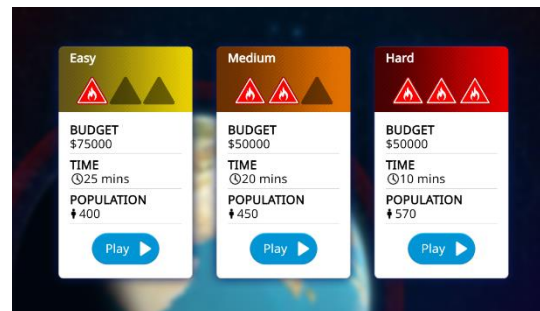 Easy
BUDGET
$75000
TIME
25 mins
POPULATION
400
Play
Medium
BUDGET
$50000
TIME
20 mins
POPULATION
450
Play
Hard
BUDGET
$50000
TIME
10 mins
POPULATION
570
Play